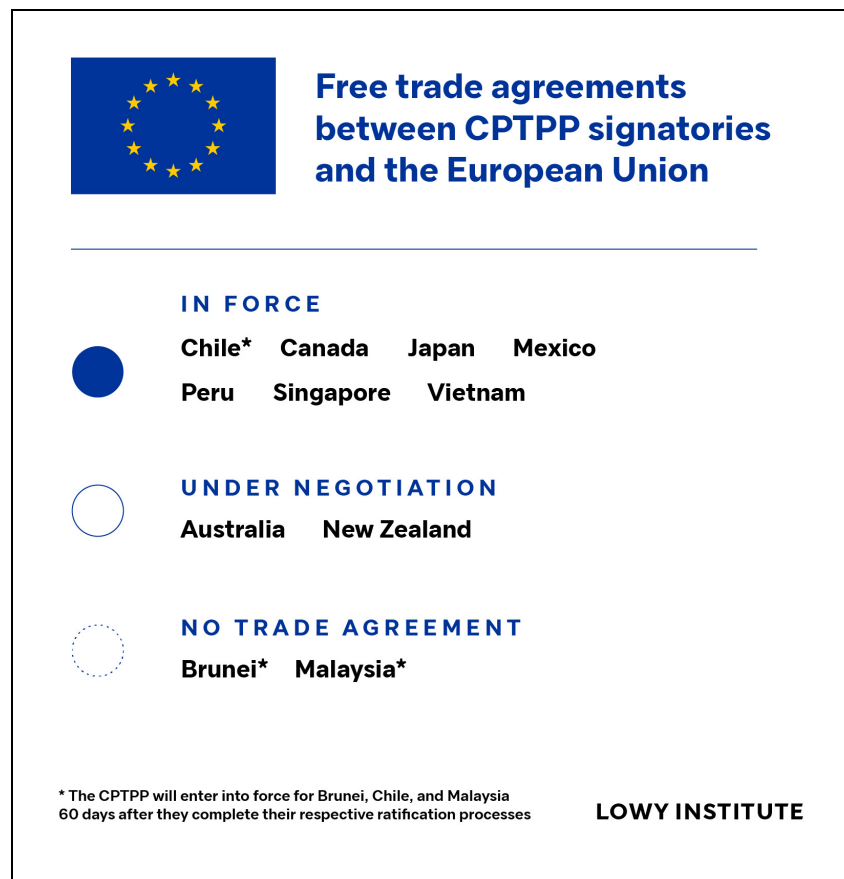 Free trade agreements
between CPTPP signatories
and the European Union
IN FORCE
Chile* Canada Japan Mexico
Peru Singapore Vietnam
UNDER NEGOTIATION
Australia New Zealand
NO TRADE AGREEMENT
Brunei* Malaysia*
* The CPTPP will enter into force for Brunei, Chile, and Malaysia
60 days after they complete their respective ratification processes
LOWY INSTITUTE